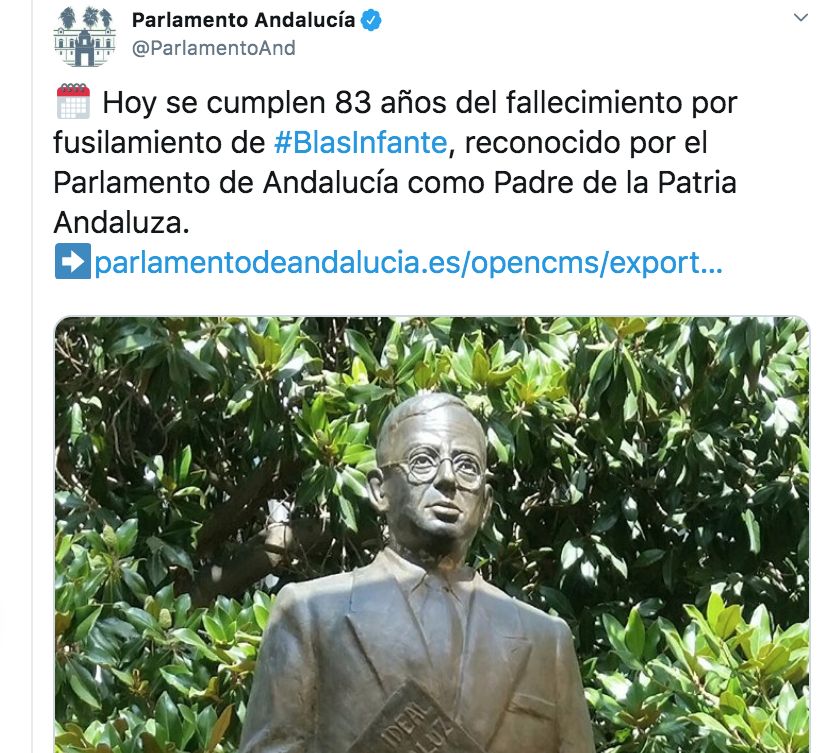 Parlamento Andalucía
@ParlamentoAnd
Hoy se cumplen 83 años del fallecimiento por
fusilamiento de #BlasInfante, reconocido por el
Parlamento de Andalucía como Padre de la Patria
Andaluza.
parlamentodeandalucia.es/opencms/export...
IDEAL
LUZ